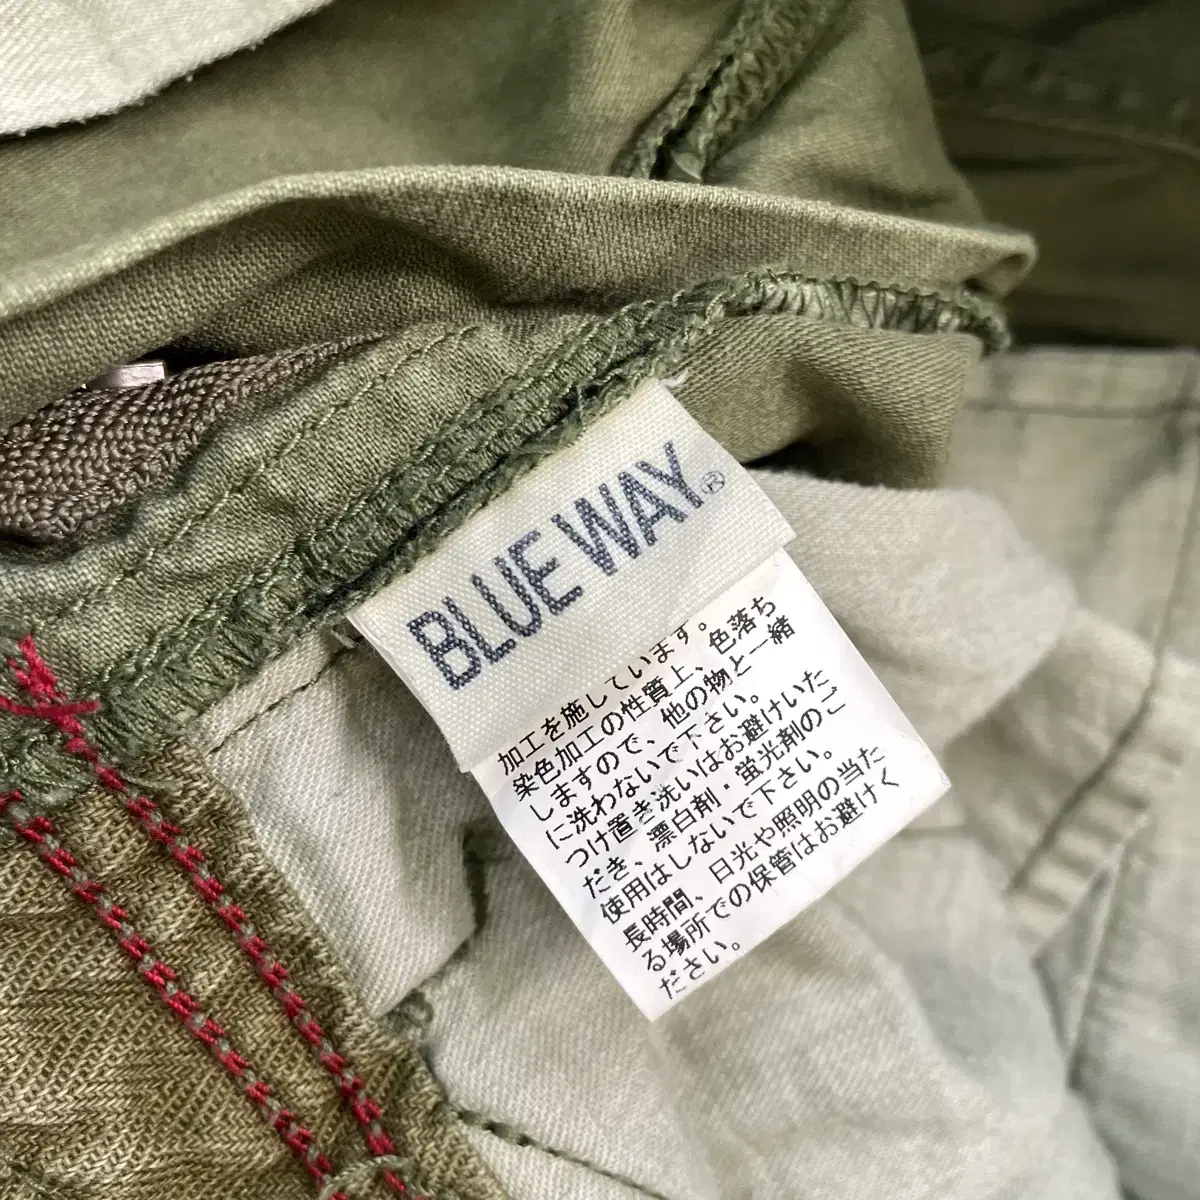 BLUE WAY®
加工を施しています。
染色加工の性質上、色落ち
しますので、他の物と一緒
に洗わないで下さい。
つけ置き洗いはお避けいた
だき、漂白剤・蛍光剤のご
使用はしないで下さい。
長時間、日光や照明の当た
る場所での保管はお避けく
ださい。